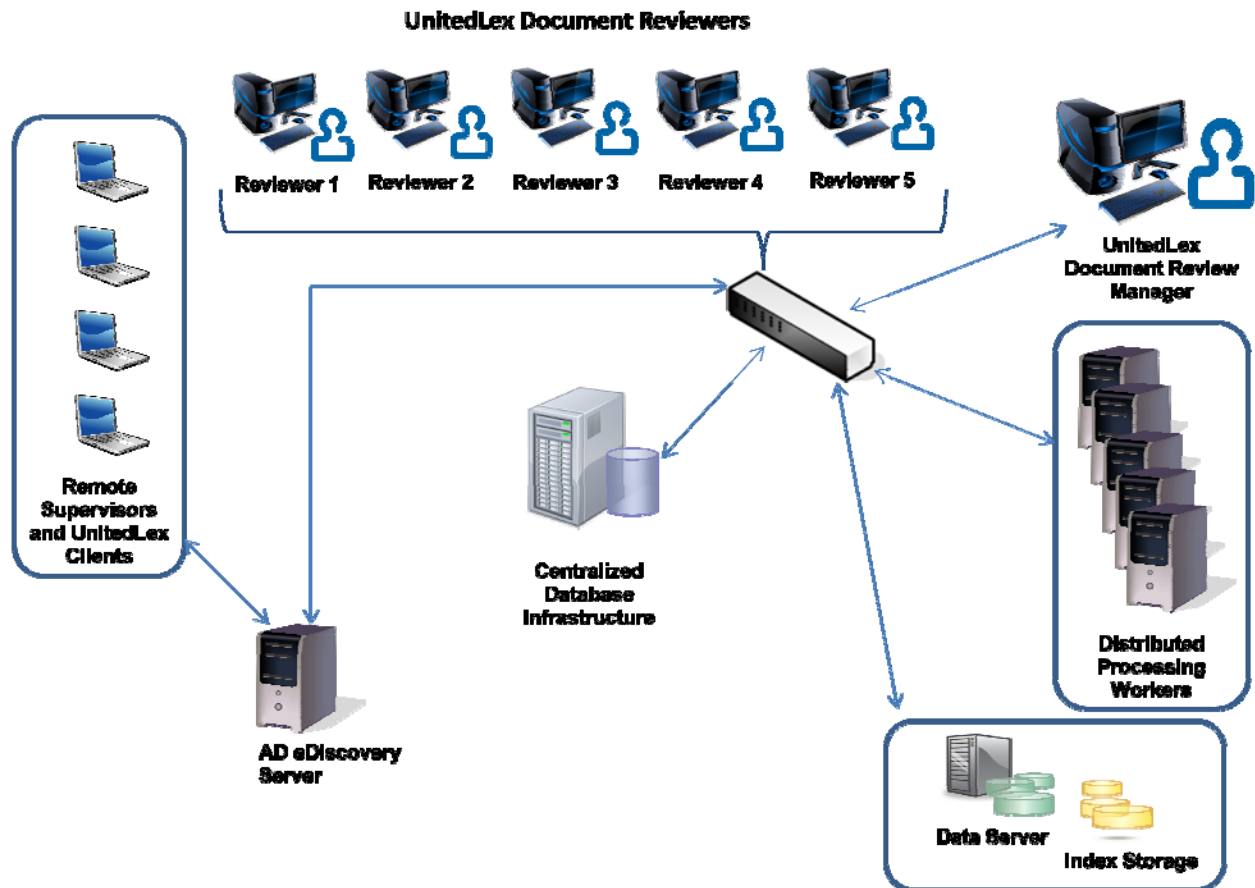 UnitedLex Document Reviewers
Reviewer 1
Reviewer 2
Reviewer 3
Reviewer 4
Reviewer 5
UnitedLex
Document Review
Manager
Remote
Supervisors
and UnitedLex
Clients
Centralized
Database
Infrastructure
Distributed
Processing
Workers
AD eDiscovery
Server
Data Server
Index Storage